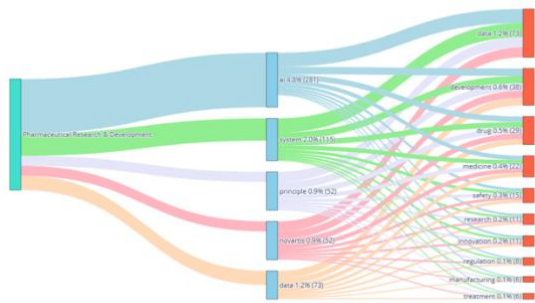 Pharmaceutical Research & Development
ai 4.8% (281)
system 2.0% (115)
principle 0.9% (52)
novartis 0.9% (52)
data 1.2% (73)
data 1.2% (73)
development 0.6% (38)
drug 0.5% (29)
medicine 0.4% (22)
safety 0.3% (15)
research 0.2% (11)
innovation 0.2% (11)
regulation 0.1% (8)
manufacturing 0.1% (6)
treatment 0.1% (6)